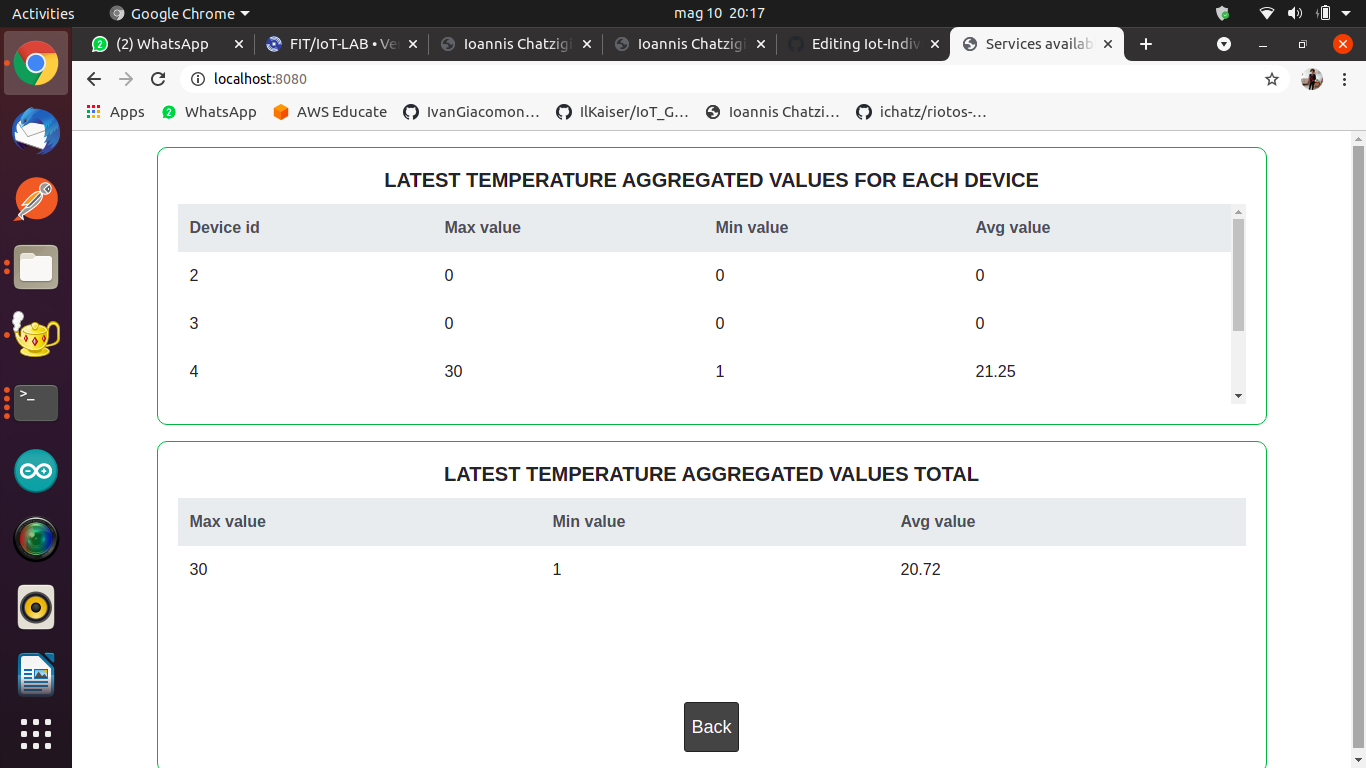 Activities Google Chrome mag 10 20:17
(2) WhatsApp FIT/IoT-LAB • Ve Ioannis Chatzigi Ioannis Chatzigi Editing Iot-Indiv Services availab
localhost:8080
Apps WhatsApp AWS Educate IvanGiacomon... IlKaiser/IoT_G... Ioannis Chatzi... ichatz/riotos-...
LATEST TEMPERATURE AGGREGATED VALUES FOR EACH DEVICE
Device id Max value Min value Avg value
2 0 0 0
3 0 0 0
4 30 1 21.25
LATEST TEMPERATURE AGGREGATED VALUES TOTAL
Max value Min value Avg value
30 1 20.72
Back